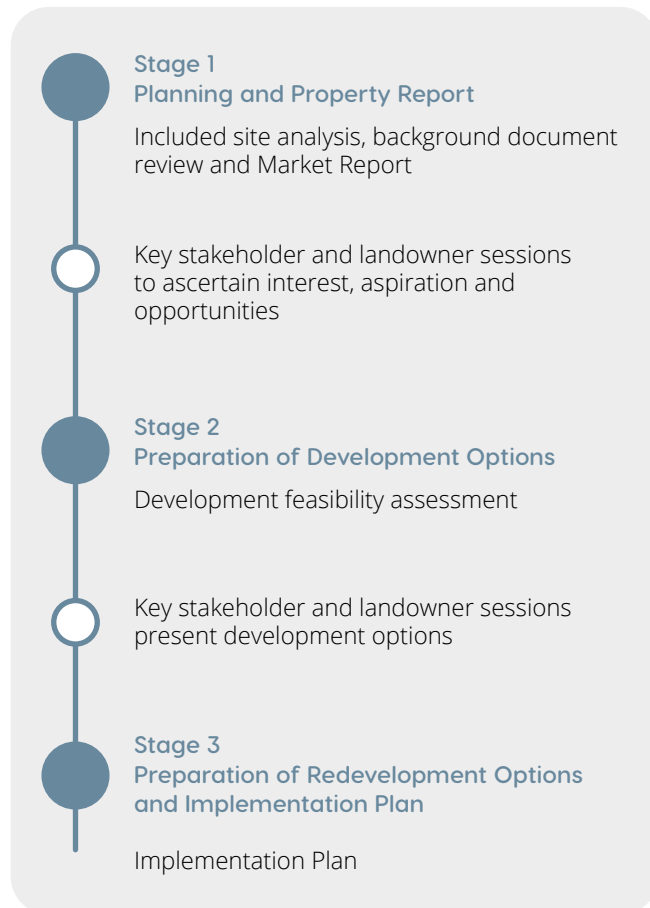 Stage 1
Planning and Property Report
Included site analysis, background document
review and Market Report
Key stakeholder and landowner sessions
to ascertain interest, aspiration and
opportunities
Stage 2
Preparation of Development Options
Development feasibility assessment
Key stakeholder and landowner sessions
present development options
Stage 3
Preparation of Redevelopment Options
and Implementation Plan
Implementation Plan